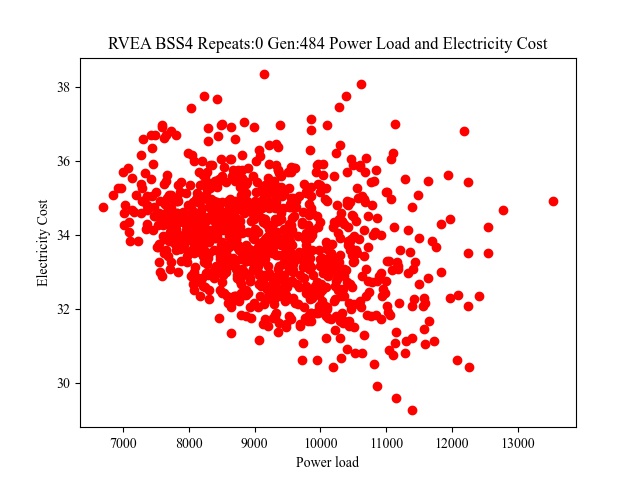 RVEA BSS4 Repeats:0 Gen:484 Power Load and Electricity Cost
38
36
34
32
30
Electricity Cost
7000 8000 9000 10000 11000 12000 13000
Power load